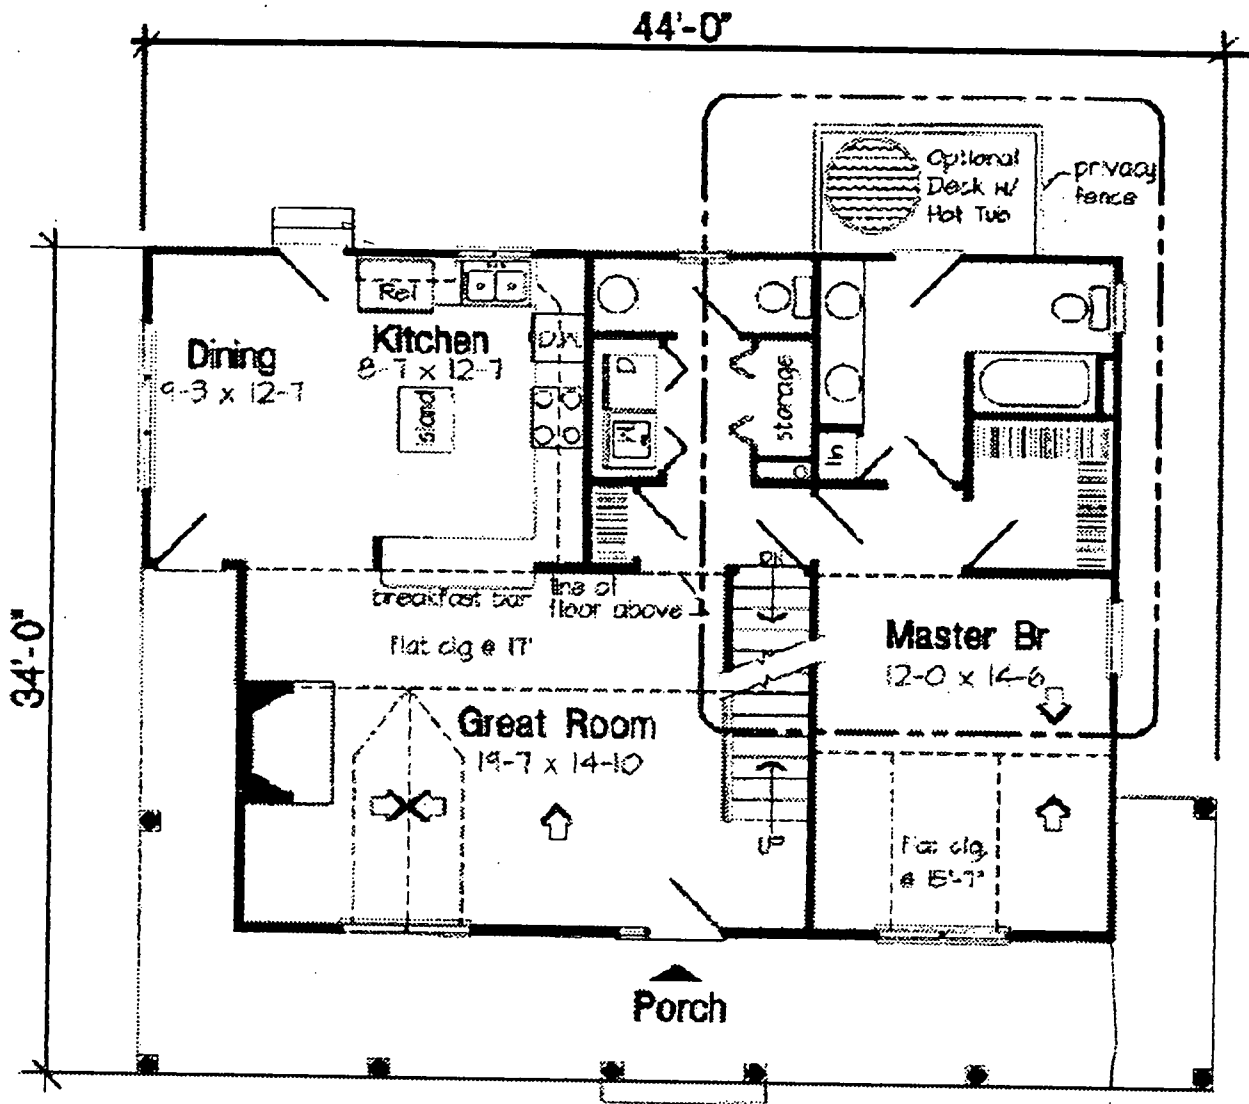 44'-0"
Optional
Deck w/
Hot Tub
privacy
fence
Ref
Dining
9-3 x 12-7
Kitchen
8-7 x 12-7
D.W.
Island
D
W
storage
lin
34'-0"
breakfast bar
line of
floor above
DN
flat clg @ 17'
Master Br
12-0 x 14-6
Great Room
19-7 x 14-10
UP
flat clg
@ 15'-7"
Porch